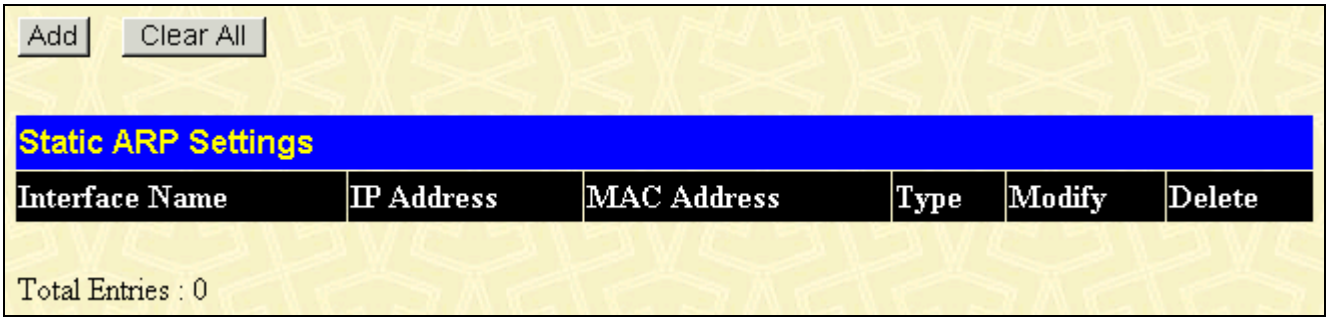 Add Clear All
Static ARP Settings
Interface Name IP Address MAC Address Type Modify Delete
Total Entries : 0